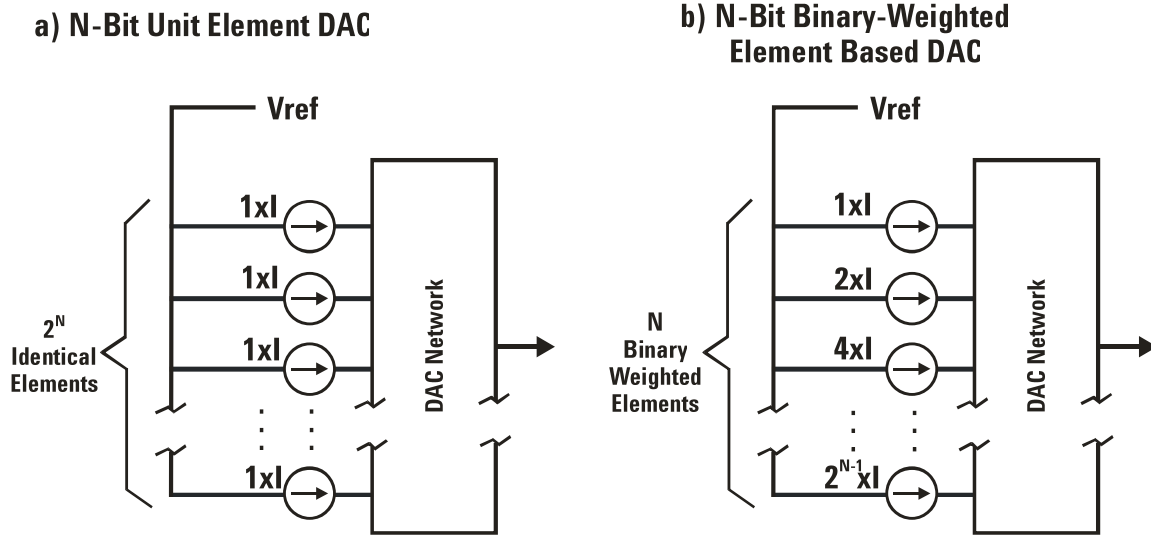 a) N-Bit Unit Element DAC
Vref
1xI
1xI
1xI
1xI
2^N
Identical
Elements
DAC Network
b) N-Bit Binary-Weighted
Element Based DAC
Vref
1xI
2xI
4xI
2^N-1xI
N
Binary
Weighted
Elements
DAC Network